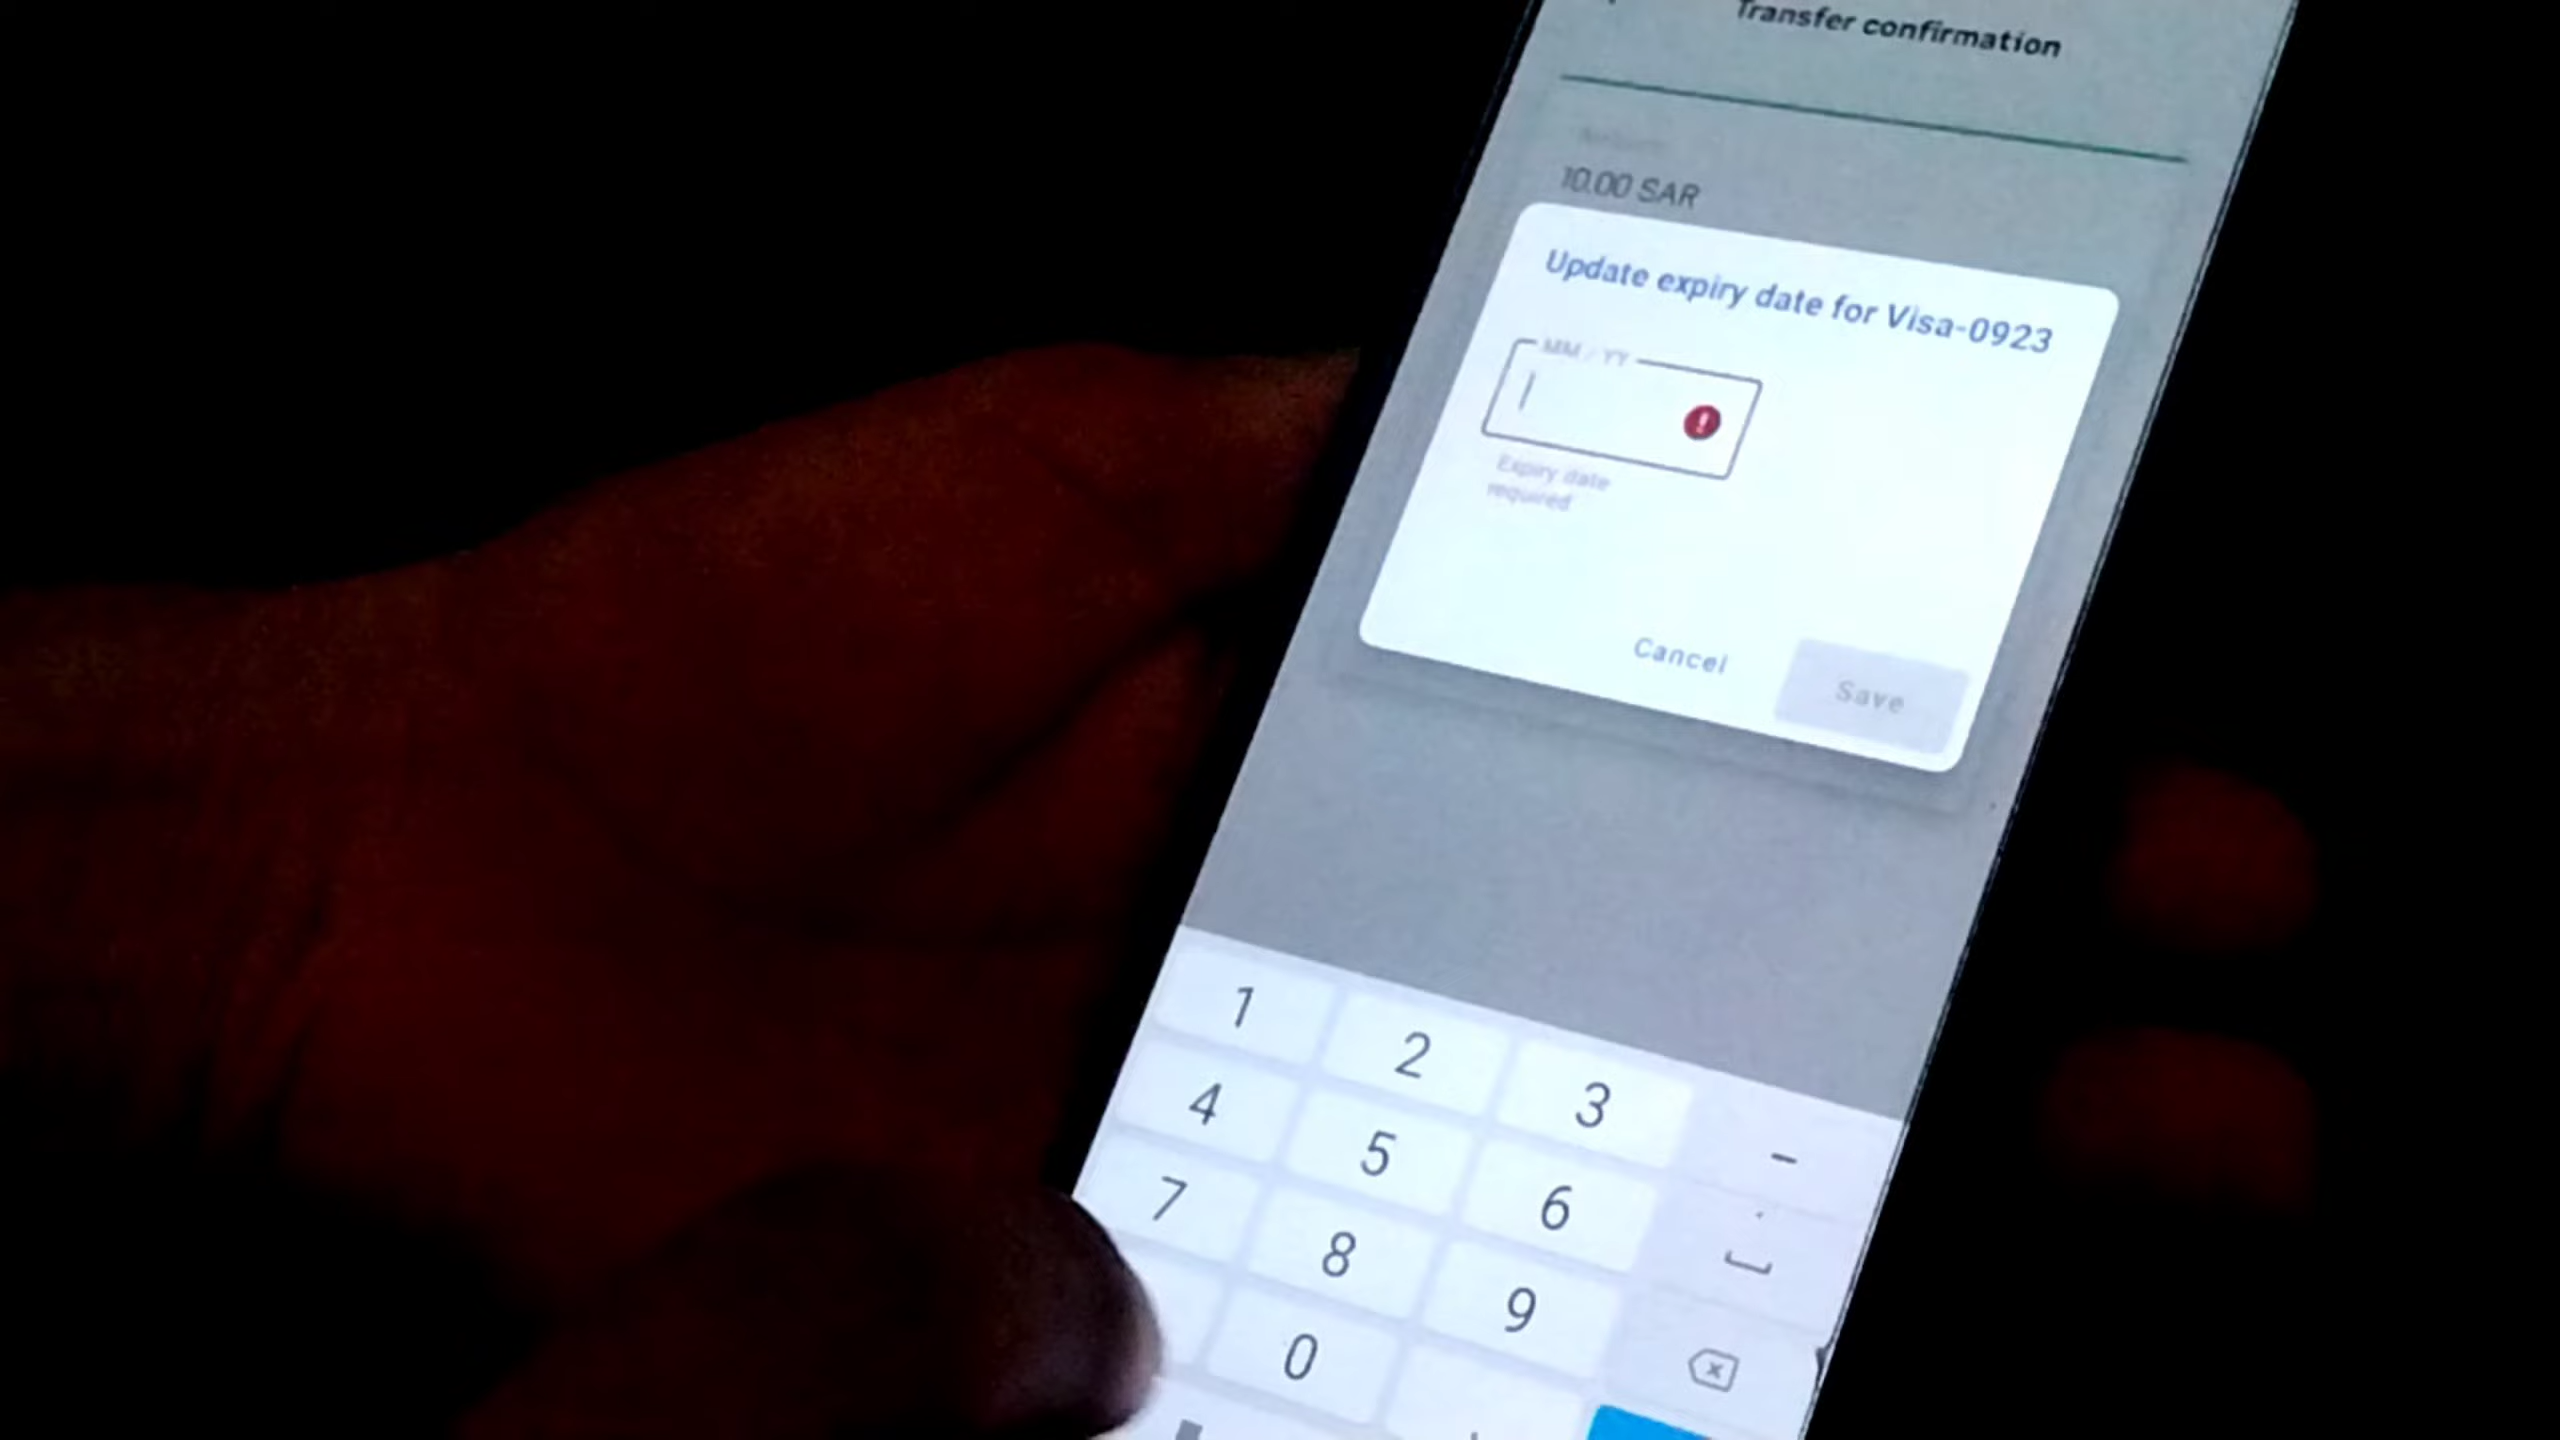 Transfer confirmation
10.00 SAR
Update expiry date for Visa-0923
MM / YY
Expiry date
required
Cancel
Save
1
2
3
-
4
5
6
7
8
9
0